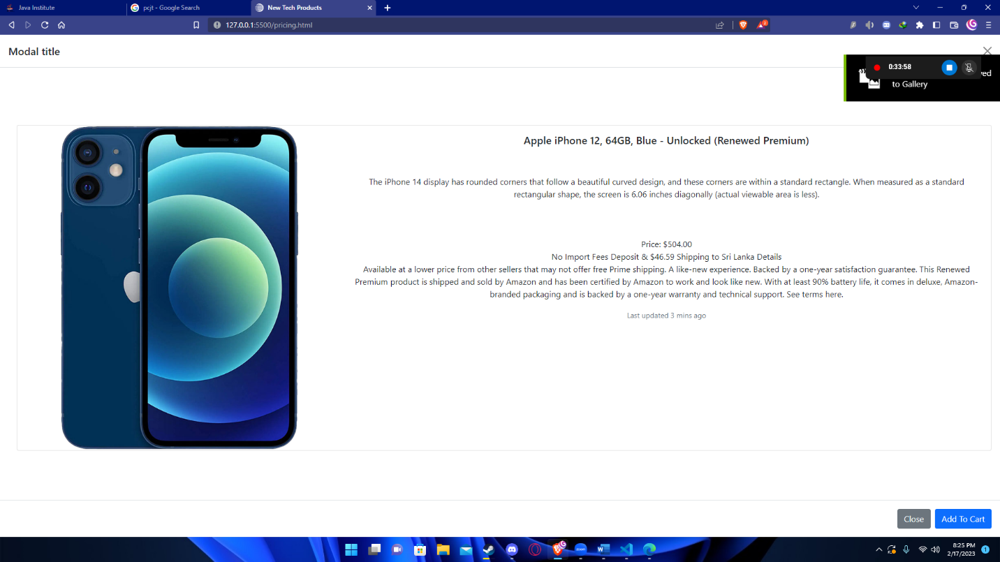 Java Institute
pcjt - Google Search
New Tech Products
127.0.0.1:5500/pricing.html
2
Modal title
0:33:58
ved
to Gallery
Apple iPhone 12, 64GB, Blue - Unlocked (Renewed Premium)
The iPhone 14 display has rounded corners that follow a beautiful curved design, and these corners are within a standard rectangle. When measured as a standard
rectangular shape, the screen is 6.06 inches diagonally (actual viewable area is less).
Price: $504.00
No Import Fees Deposit & $46.59 Shipping to Sri Lanka Details
Available at a lower price from other sellers that may not offer free Prime shipping. A like-new experience. Backed by a one-year satisfaction guarantee. This Renewed
Premium product is shipped and sold by Amazon and has been certified by Amazon to work and look like new. With at least 90% battery life, it comes in deluxe, Amazon-
branded packaging and is backed by a one-year warranty and technical support. See terms here.
Last updated 3 mins ago
Close
Add To Cart
zoom
8:25 PM
2/17/2023
1